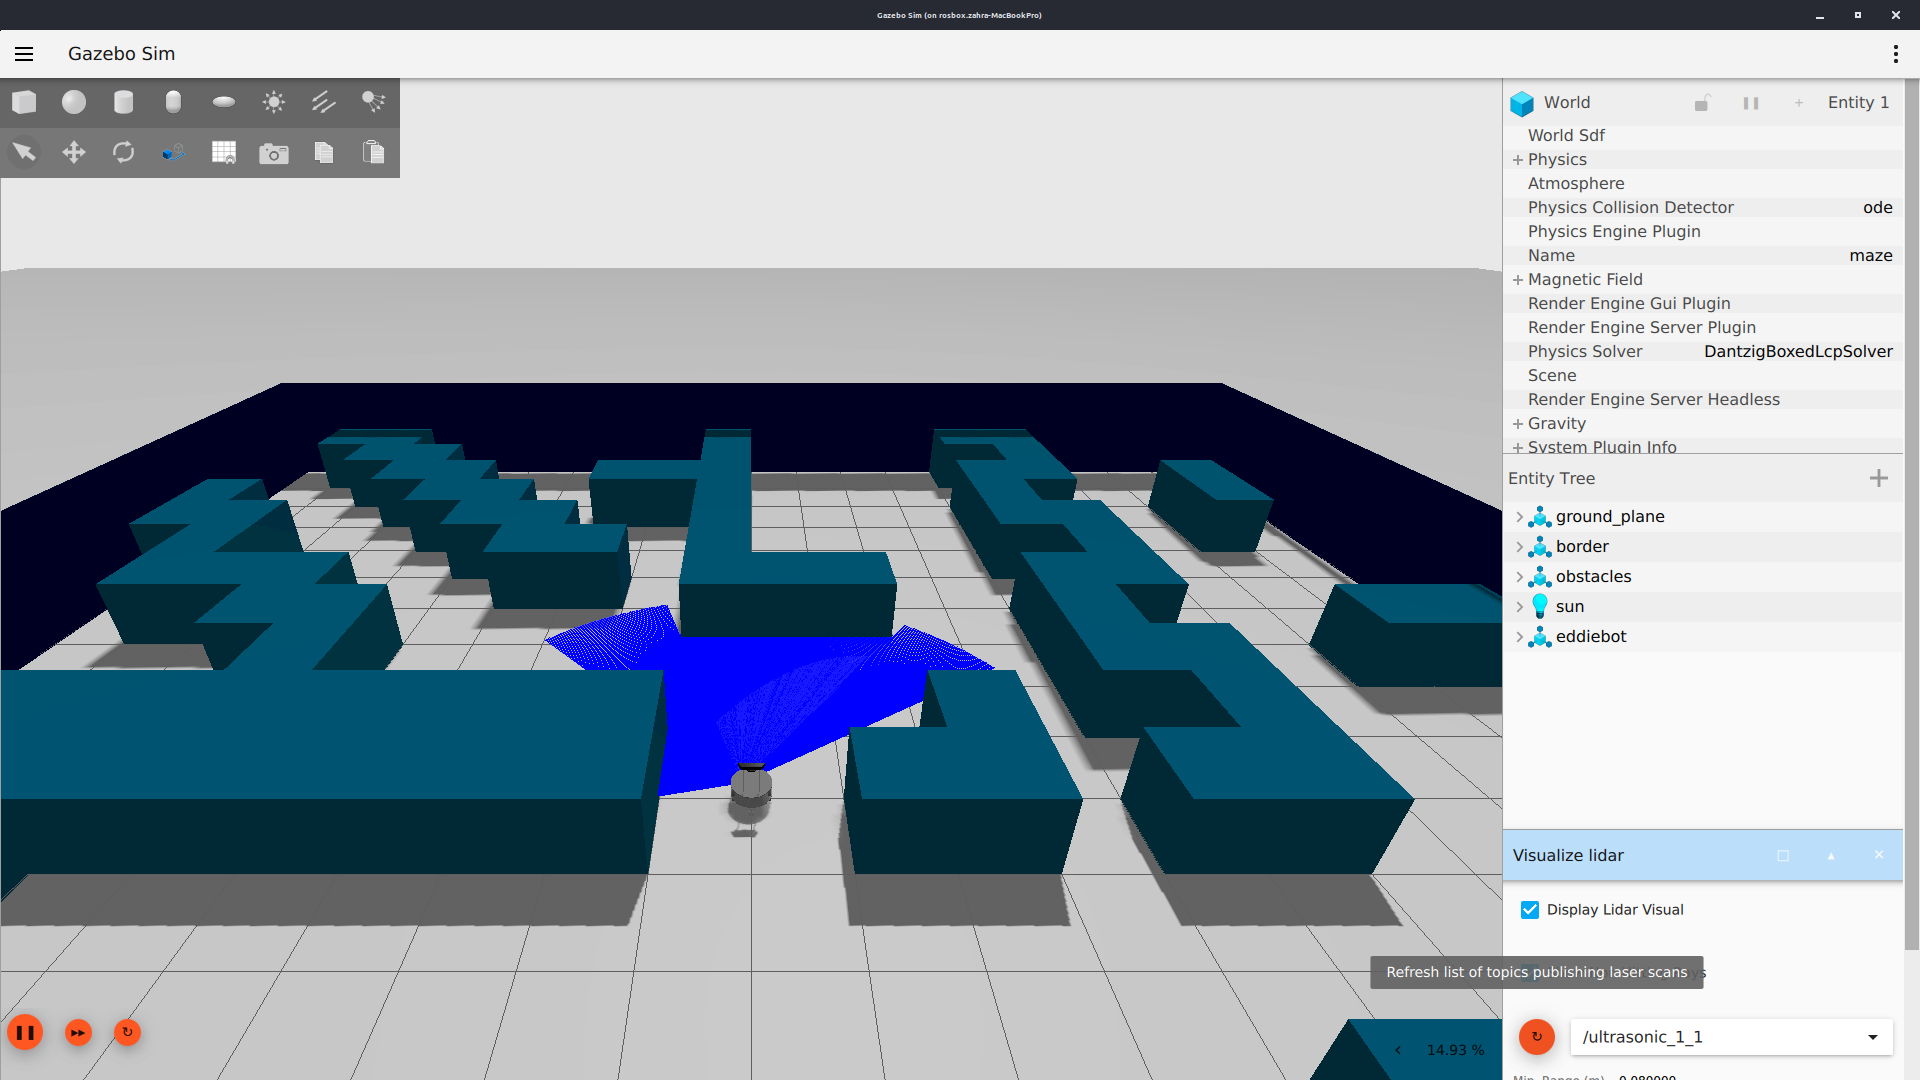 Gazebo Sim (on rosbox.zahra-MacBookPro)
Gazebo Sim
World
Entity 1
World Sdf
Physics
Atmosphere
Physics Collision Detector ode
Physics Engine Plugin
Name maze
Magnetic Field
Render Engine Gui Plugin
Render Engine Server Plugin
Physics Solver DantzigBoxedLcpSolver
Scene
Render Engine Server Headless
Gravity
System Plugin Info
Entity Tree
ground_plane
border
obstacles
sun
eddiebot
Visualize lidar
Display Lidar Visual
Refresh list of topics publishing laser scans
/ultrasonic_1_1
14.93 %
Min. Range (m) 0.080000